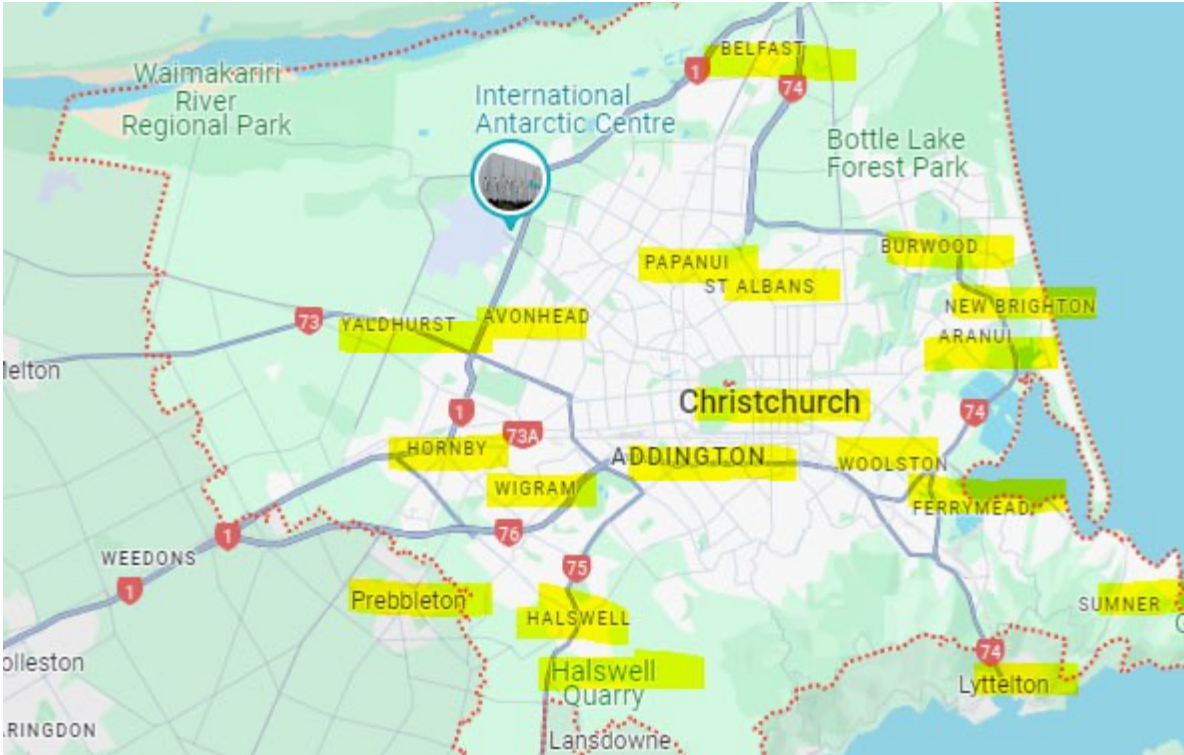 BELFAST
1
74
Waimakariri
River
Regional Park
International
Antarctic Centre
Bottle Lake
Forest Park
BURWOOD
PAPANUI
ST ALBANS
NEW BRIGHTON
73
YALDHURST
AVONHEAD
ARANUI
Christchurch
1
74
73A
HORNBY
ADDINGTON
WOOLSTON
WIGRAM
FERRYMEAD
1
76
WEEDONS
75
1
Prebbleton
HALSWELL
SUMNER
74
olleston
Halswell
Quarry
Lyttelton
RINGDON
Lansdowne